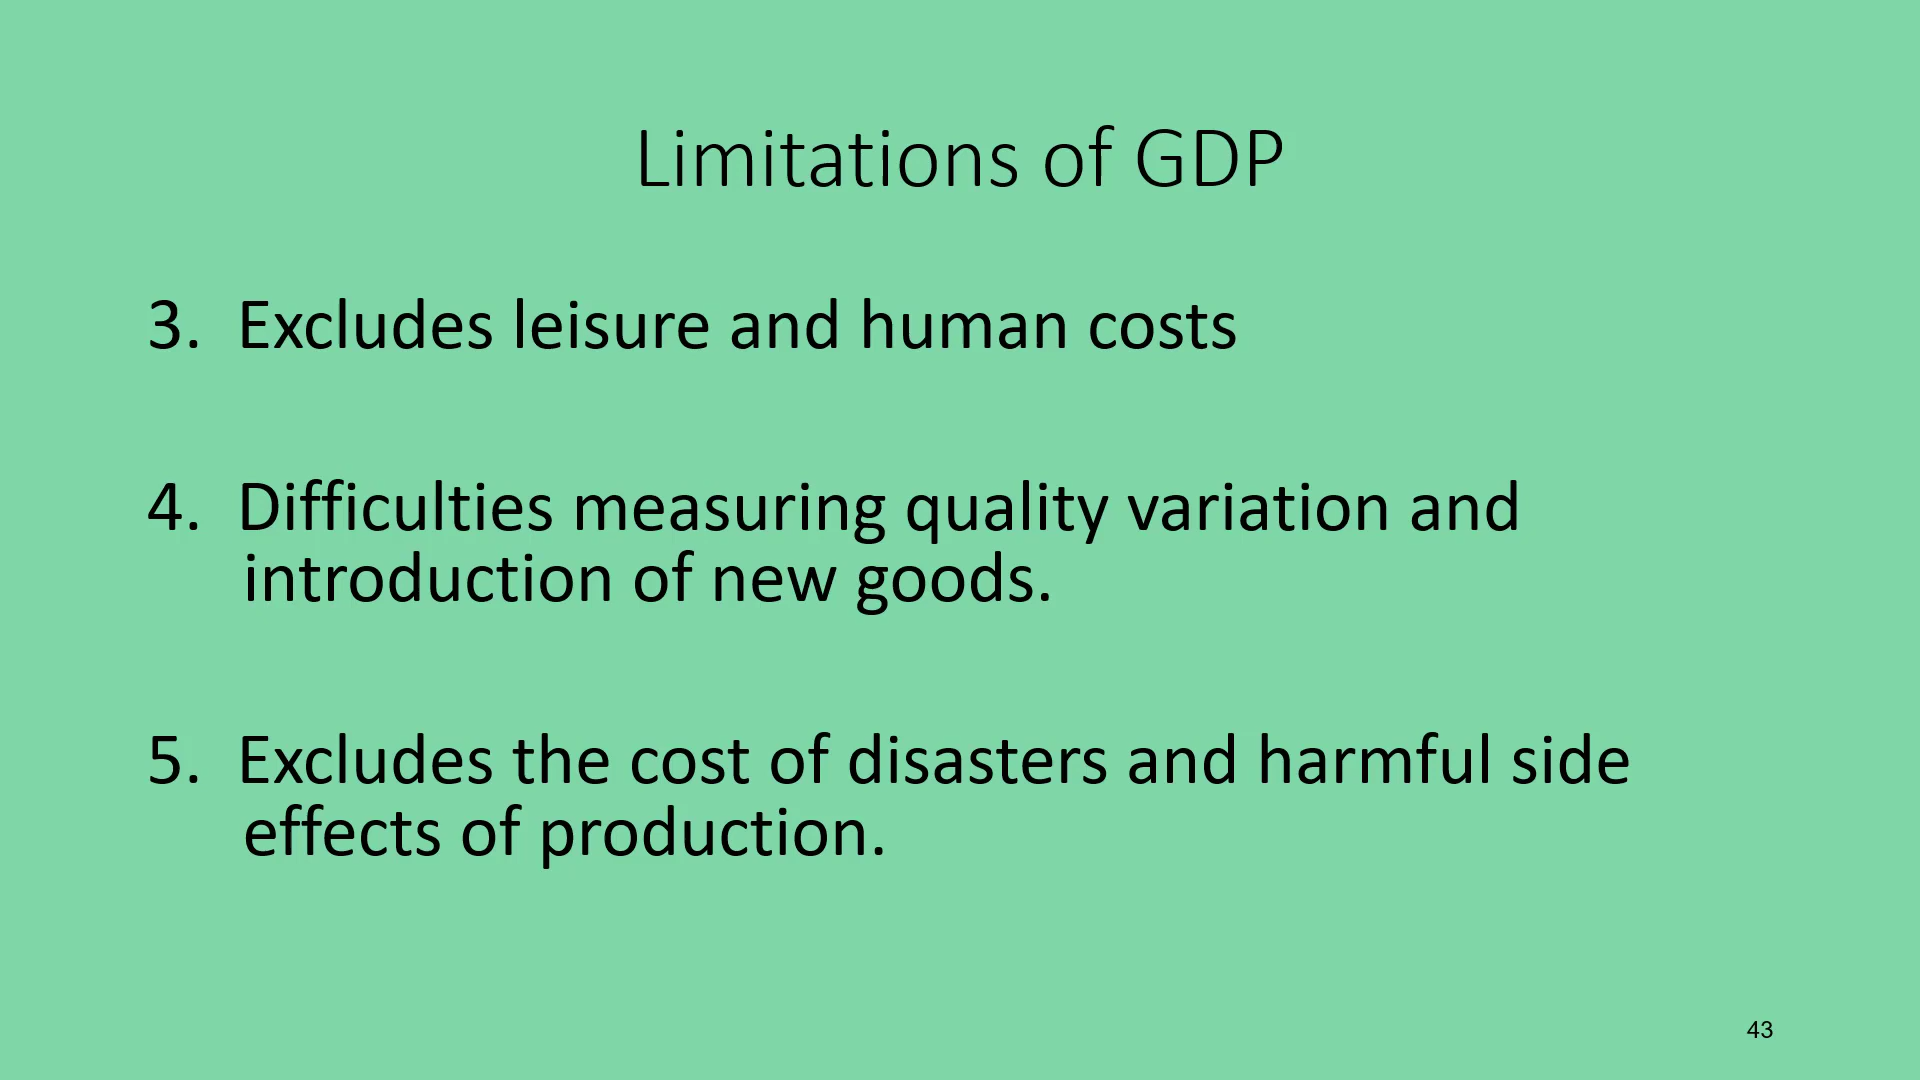 Limitations of GDP
3. Excludes leisure and human costs
4. Difficulties measuring quality variation and
introduction of new goods.
5. Excludes the cost of disasters and harmful side
effects of production.
43